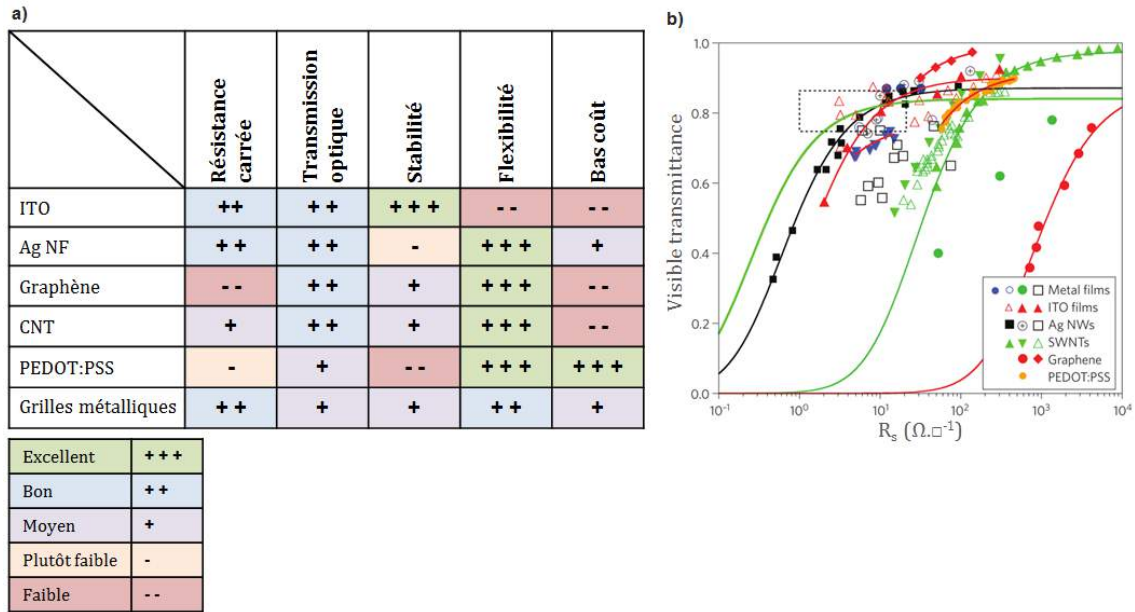 a)
Résistance
carrée
Transmission
optique
Stabilité
Flexibilité
Bas coût
ITO ++ ++ +++ -- --
Ag NF ++ ++ - +++ +
Graphène -- ++ + +++ --
CNT + ++ + +++ --
PEDOT:PSS - + -- +++ +++
Grilles métalliques ++ + + ++ +
Excellent +++
Bon ++
Moyen +
Plutôt faible -
Faible --
b)
Visible transmittance
1.0
0.8
0.6
0.4
0.2
0.0
Metal films
ITO films
Ag NWs
SWNTs
Graphene
PEDOT:PSS
10⁻¹ 10⁰ 10¹ 10² 10³ 10⁴
Rs (Ω.□⁻¹)